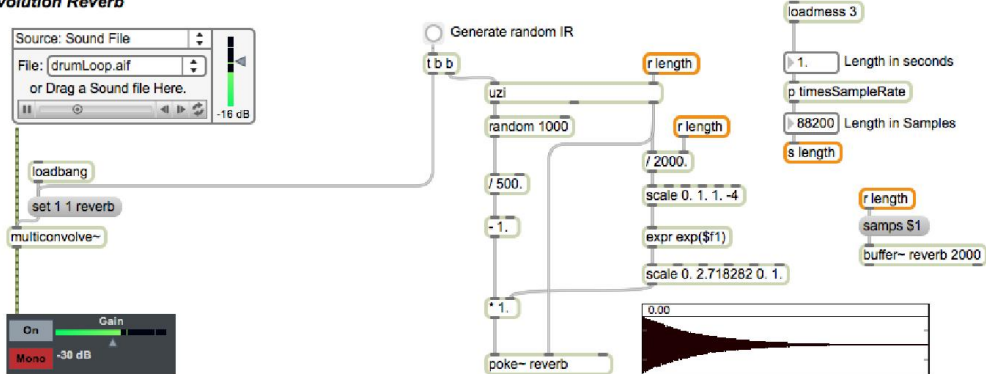 volution Reverb
Source: Sound File
File: drumLoop.aif
or Drag a Sound file Here.
-16 dB
loadbang
set 1 1 reverb
multiconvolve~
On
Gain
Mono
-30 dB
Generate random IR
t b b
r length
uzi
random 1000
r length
/ 2000.
/ 500.
scale 0. 1. 1. -4
- 1.
expr exp($f1)
scale 0. 2.718282 0. 1.
* 1.
0.00
poke~ reverb
loadmess 3
1.
Length in seconds
p timesSampleRate
88200
Length in Samples
s length
r length
samps $1
buffer~ reverb 2000